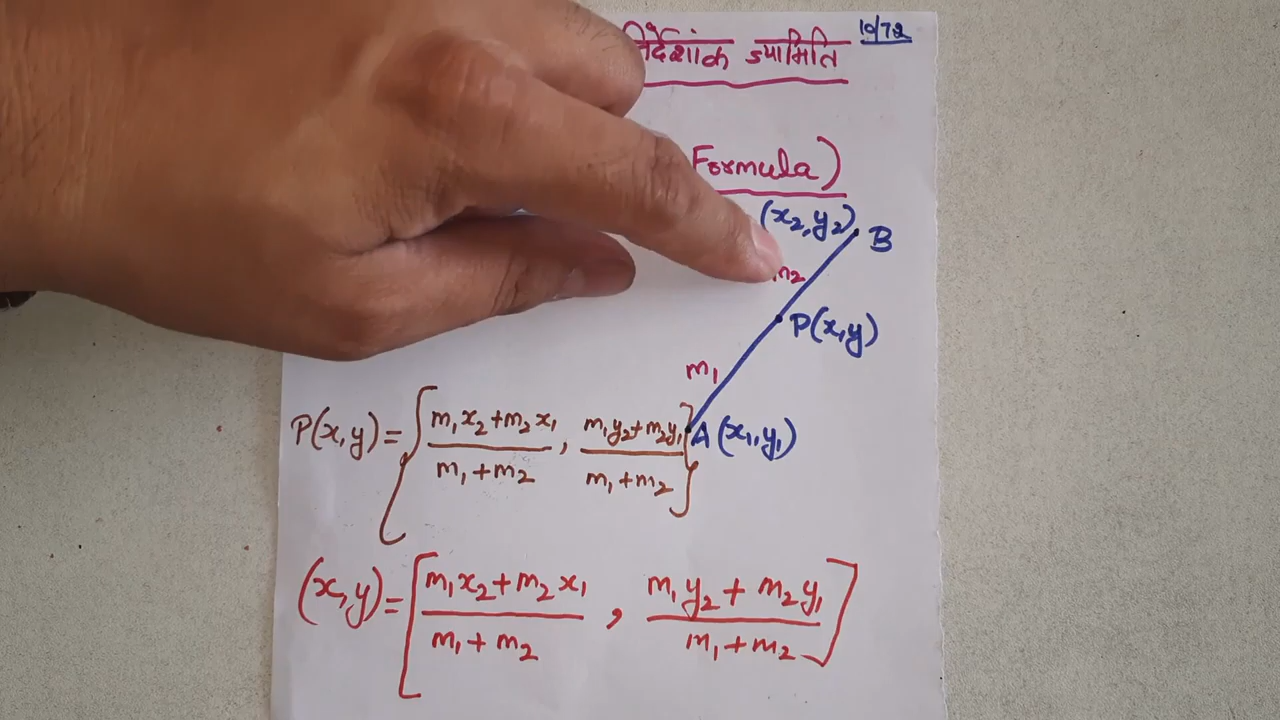 ज्यामिति 10/72
Formula)
(x₂,y₂) B
m₂
P(x,y)
m₁
A(x₁,y₁)
P(x,y)={(m₁x₂+m₂x₁)/(m₁+m₂), (m₁y₂+m₂y₁)/(m₁+m₂)}
(x,y)=[(m₁x₂+m₂x₁)/(m₁+m₂), (m₁y₂+m₂y₁)/(m₁+m₂)]